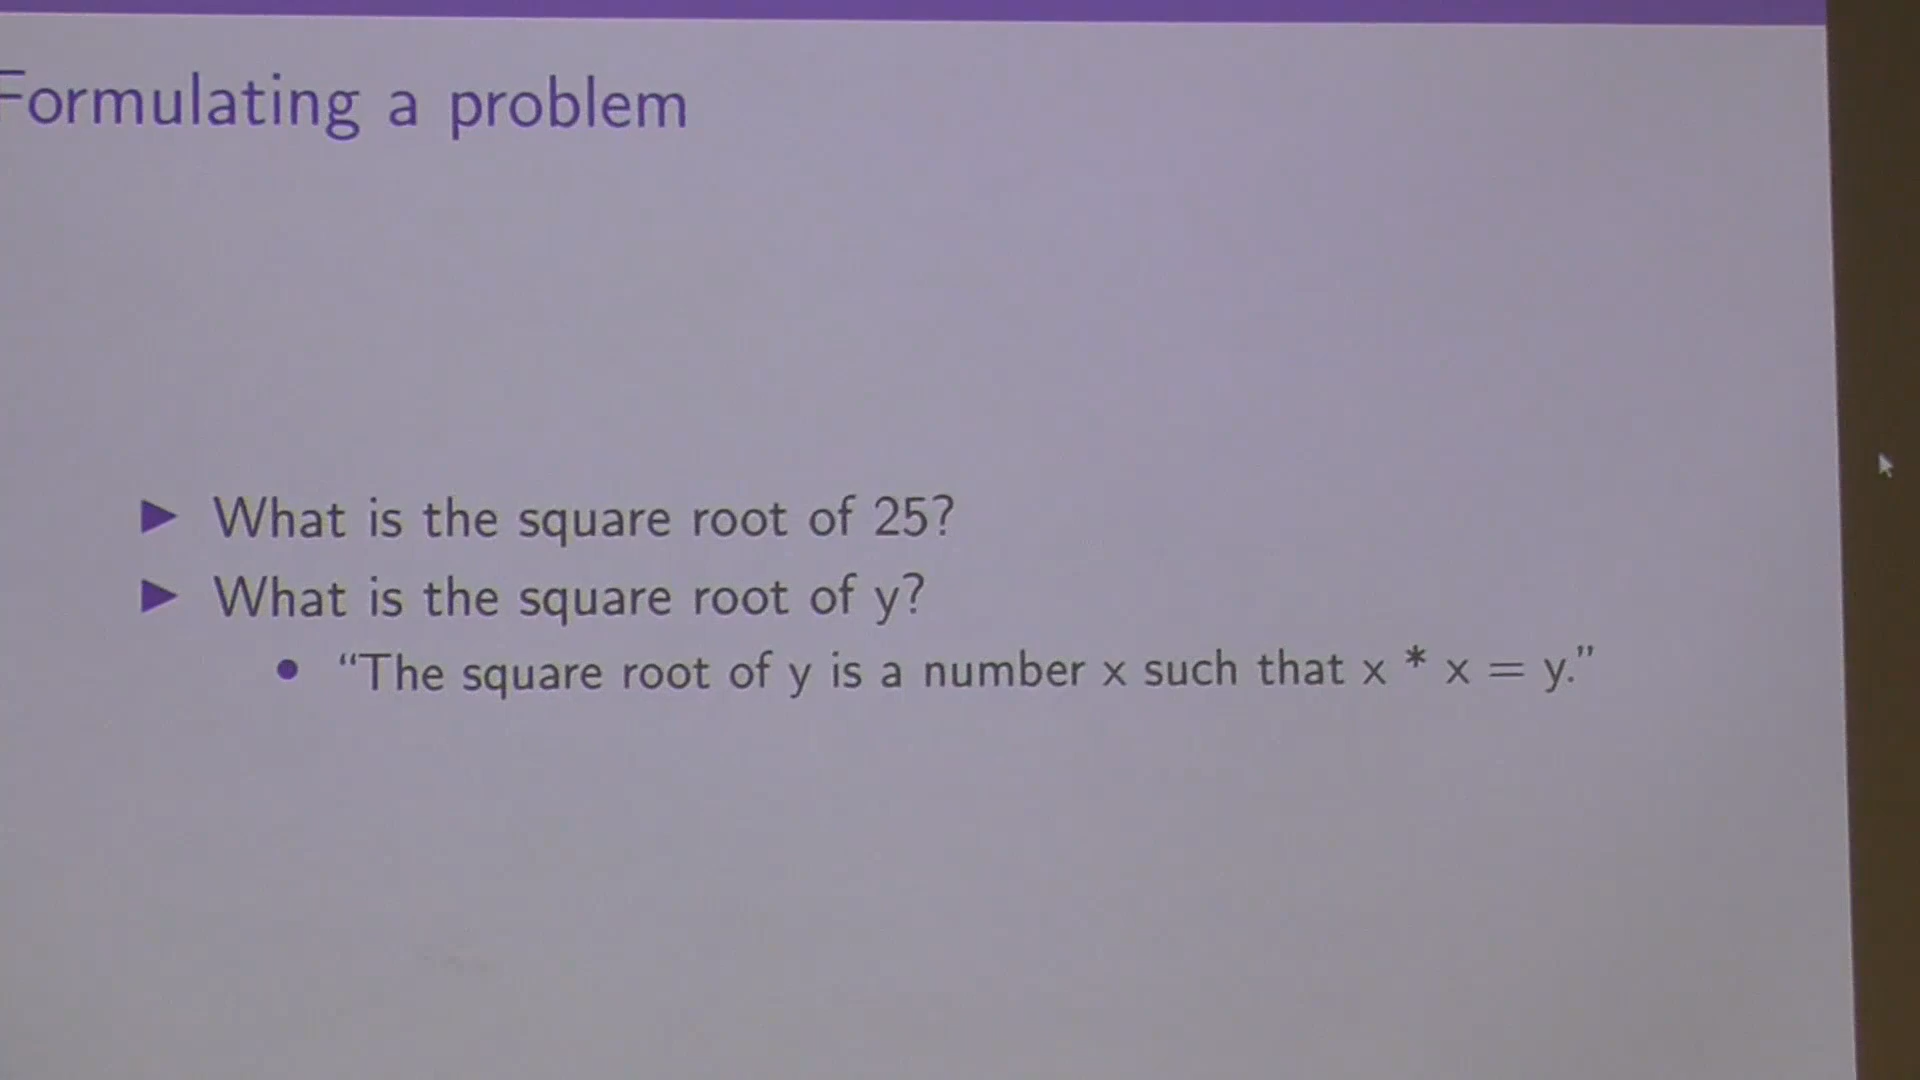 Formulating a problem
What is the square root of 25?
What is the square root of y?
“The square root of y is a number x such that x * x = y.”